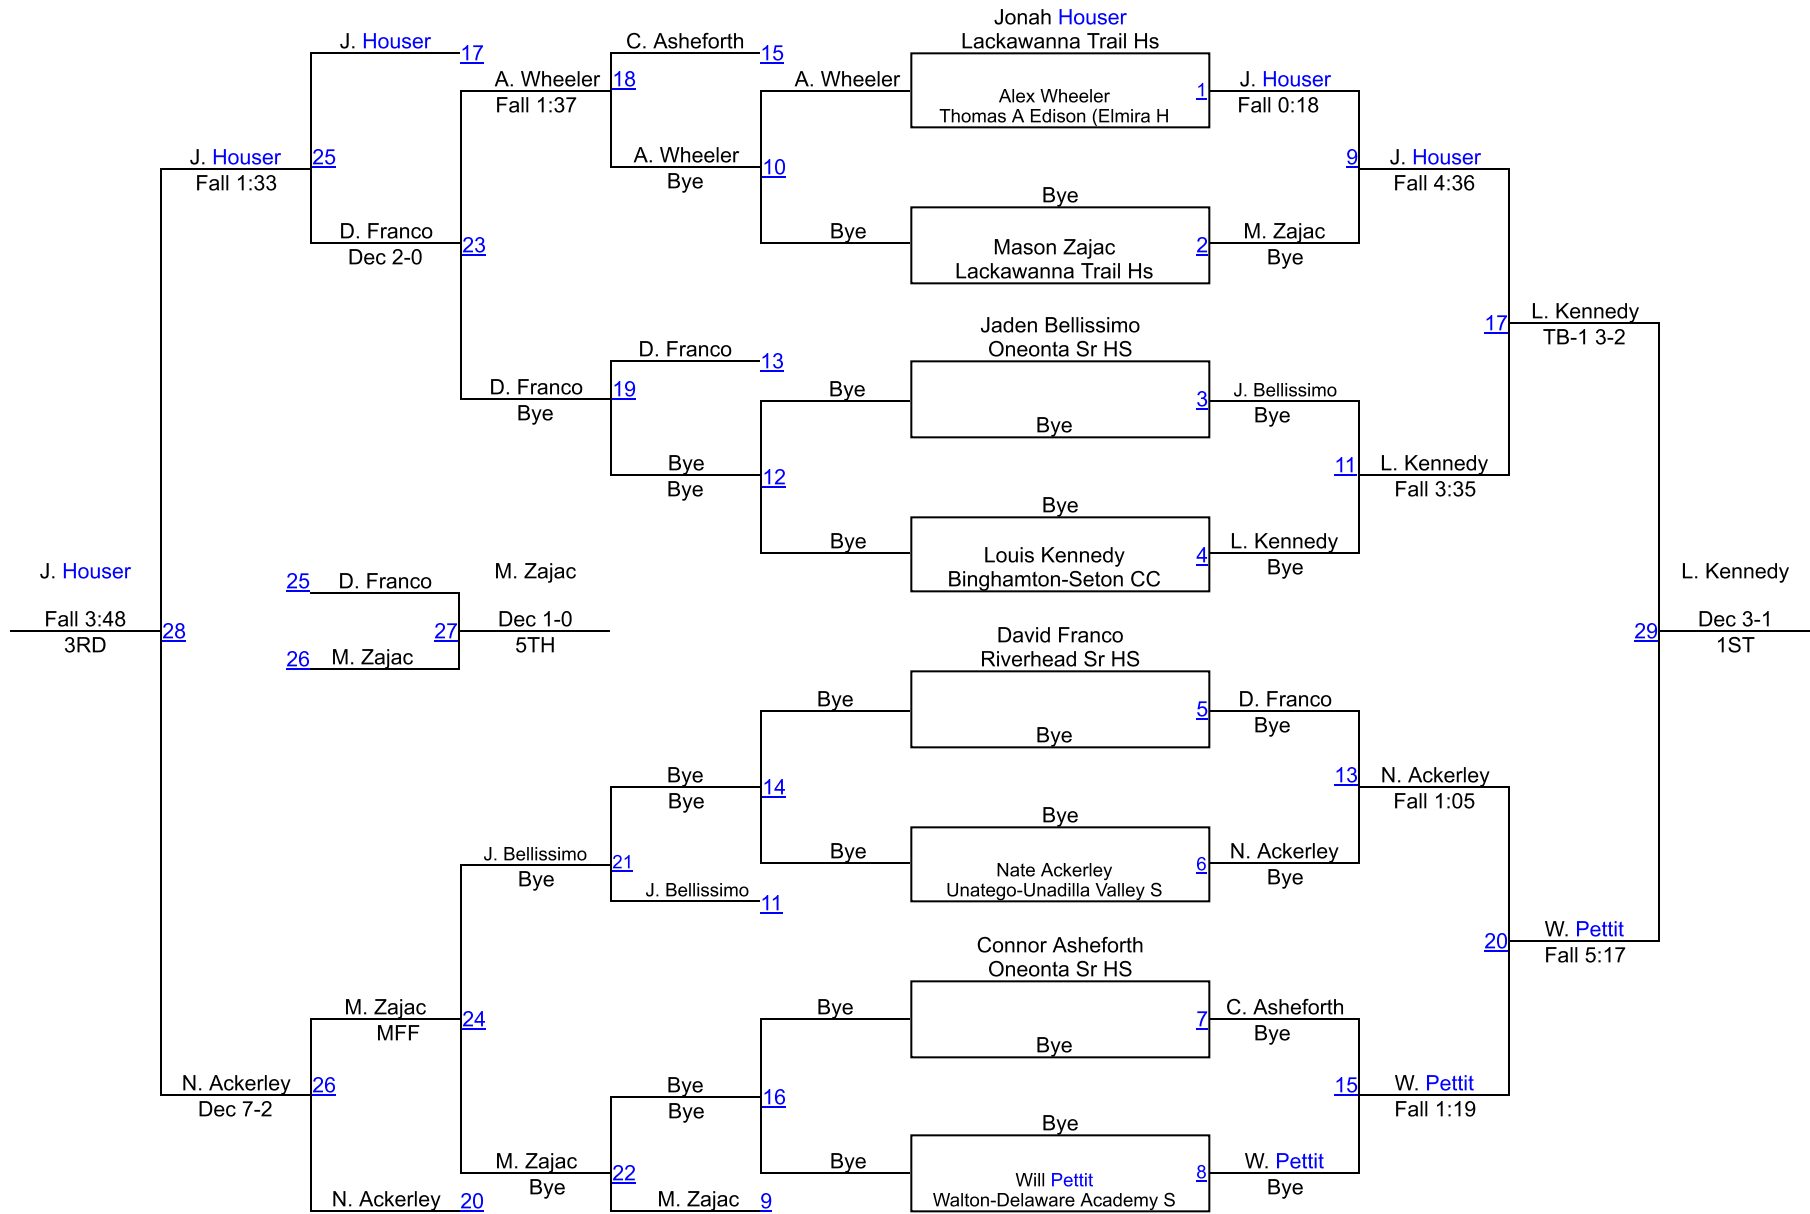 Jonah Houser
Lackawanna Trail Hs
J. Houser
17
C. Asheforth
15
A. Wheeler
Fall 1:37
18
A. Wheeler
Alex Wheeler
Thomas A Edison (Elmira H
1
J. Houser
Fall 0:18
J. Houser
Fall 1:33
25
A. Wheeler
Bye
10
9
J. Houser
Fall 4:36
Bye
D. Franco
Dec 2-0
23
Bye
Mason Zajac
Lackawanna Trail Hs
2
M. Zajac
Bye
17
L. Kennedy
TB-1 3-2
Jaden Bellissimo
Oneonta Sr HS
D. Franco
13
D. Franco
Bye
19
Bye
3
Bye
J. Bellissimo
Bye
Bye
Bye
12
11
L. Kennedy
Fall 3:35
Bye
Bye
Louis Kennedy
Binghamton-Seton CC
4
L. Kennedy
Bye
J. Houser
Fall 3:48
3RD
28
25
D. Franco
26
M. Zajac
27
M. Zajac
Dec 1-0
5TH
L. Kennedy
29
Dec 3-1
1ST
David Franco
Riverhead Sr HS
Bye
5
Bye
D. Franco
Bye
Bye
Bye
14
13
N. Ackerley
Fall 1:05
Bye
J. Bellissimo
Bye
21
Bye
Nate Ackerley
Unatego-Unadilla Valley S
6
N. Ackerley
Bye
J. Bellissimo
11
20
W. Pettit
Fall 5:17
Connor Asheforth
Oneonta Sr HS
M. Zajac
MFF
24
Bye
7
Bye
C. Asheforth
Bye
N. Ackerley
Dec 7-2
26
Bye
Bye
16
15
W. Pettit
Fall 1:19
Bye
M. Zajac
Bye
22
Bye
Will Pettit
Walton-Delaware Academy S
8
W. Pettit
Bye
N. Ackerley
20
M. Zajac
9